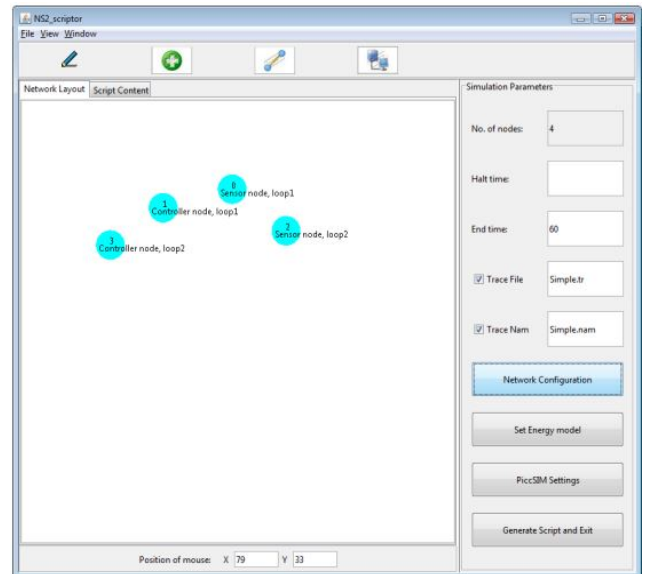 NS2_scriptor
File View Window
Network Layout Script Content
Simulation Parameters
No. of nodes: 4
Halt time:
End time: 60
Trace File Simple.tr
Trace Nam Simple.nam
Network Configuration
Set Energy model
PiccSIM Settings
Generate Script and Exit
0
Sensor node, loop1
1
Controller node, loop1
2
Sensor node, loop2
3
Controller node, loop2
Position of mouse: X 79 Y 33